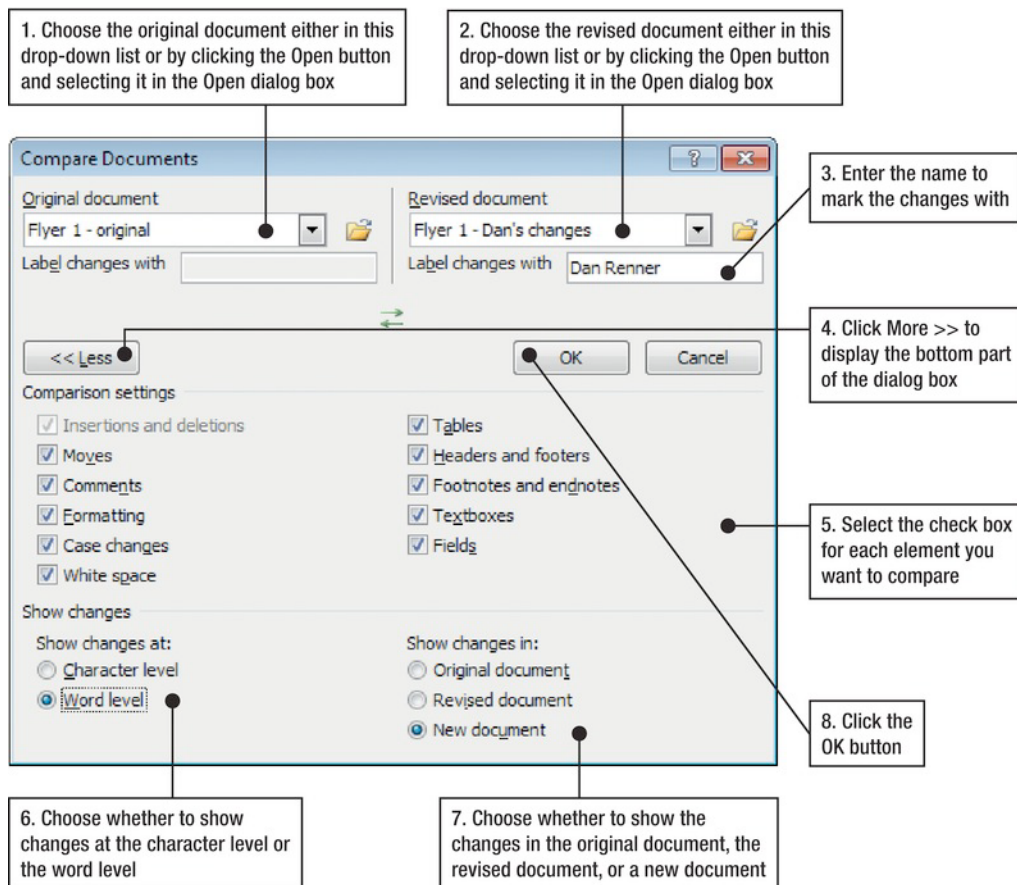 1. Choose the original document either in this
drop-down list or by clicking the Open button
and selecting it in the Open dialog box
2. Choose the revised document either in this
drop-down list or by clicking the Open button
and selecting it in the Open dialog box
Compare Documents
?
Original document
Revised document
3. Enter the name to
mark the changes with
Flyer 1 - original
Flyer 1 - Dan's changes
Label changes with
Label changes with Dan Renner
4. Click More >> to
display the bottom part
of the dialog box
<< Less
OK
Cancel
Comparison settings
Insertions and deletions
Moves
Comments
Formatting
Case changes
White space
Tables
Headers and footers
Footnotes and endnotes
Textboxes
Fields
5. Select the check box
for each element you
want to compare
Show changes
Show changes at:
Character level
Word level
Show changes in:
Original document
Revised document
New document
8. Click the
OK button
6. Choose whether to show
changes at the character level or
the word level
7. Choose whether to show the
changes in the original document, the
revised document, or a new document